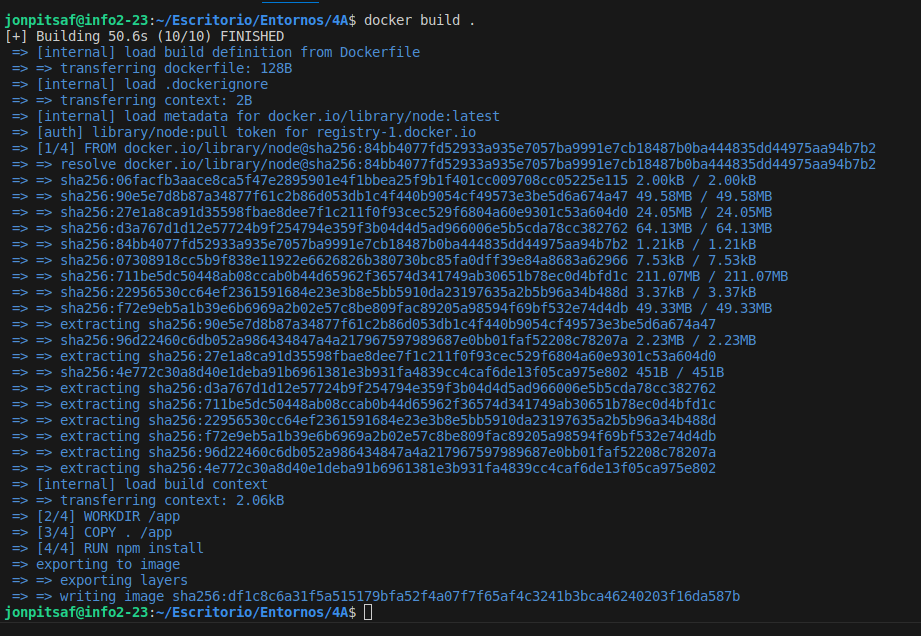 jonpitsaf@info2-23:~/Escritorio/Entornos/4A$ docker build .
[+] Building 50.6s (10/10) FINISHED
=> [internal] load build definition from Dockerfile
=> => transferring dockerfile: 128B
=> [internal] load .dockerignore
=> => transferring context: 2B
=> [internal] load metadata for docker.io/library/node:latest
=> [auth] library/node:pull token for registry-1.docker.io
=> [1/4] FROM docker.io/library/node@sha256:84bb4077fd52933a935e7057ba9991e7cb18487b0ba444835dd44975aa94b7b2
=> => resolve docker.io/library/node@sha256:84bb4077fd52933a935e7057ba9991e7cb18487b0ba444835dd44975aa94b7b2
=> => sha256:06facfb3aace8ca5f47e2895901e4f1bbea25f9b1f401cc009708cc05225e115 2.00kB / 2.00kB
=> => sha256:90e5e7d8b87a34877f61c2b86d053db1c4f440b9054cf49573e3be5d6a674a47 49.58MB / 49.58MB
=> => sha256:27e1a8ca91d35598fbae8dee7f1c211f0f93cec529f6804a60e9301c53a604d0 24.05MB / 24.05MB
=> => sha256:d3a767d1d12e57724b9f254794e359f3b04d4d5ad966006e5b5cda78cc382762 64.13MB / 64.13MB
=> => sha256:84bb4077fd52933a935e7057ba9991e7cb18487b0ba444835dd44975aa94b7b2 1.21kB / 1.21kB
=> => sha256:07308918cc5b9f838e11922e6626826b380730bc85fa0dff39e84a8683a62966 7.53kB / 7.53kB
=> => sha256:711be5dc50448ab08ccab0b44d65962f36574d341749ab30651b78ec0d4bfd1c 211.07MB / 211.07MB
=> => sha256:22956530cc64ef2361591684e23e3b8e5bb5910da23197635a2b5b96a34b488d 3.37kB / 3.37kB
=> => sha256:f72e9eb5a1b39e6b6969a2b02e57c8be809fac89205a98594f69bf532e74d4db 49.33MB / 49.33MB
=> => extracting sha256:90e5e7d8b87a34877f61c2b86d053db1c4f440b9054cf49573e3be5d6a674a47
=> => sha256:96d22460c6db052a986434847a4a217967597989687e0bb01faf52208c78207a 2.23MB / 2.23MB
=> => extracting sha256:27e1a8ca91d35598fbae8dee7f1c211f0f93cec529f6804a60e9301c53a604d0
=> => sha256:4e772c30a8d40e1deba91b6961381e3b931fa4839cc4caf6de13f05ca975e802 451B / 451B
=> => extracting sha256:d3a767d1d12e57724b9f254794e359f3b04d4d5ad966006e5b5cda78cc382762
=> => extracting sha256:711be5dc50448ab08ccab0b44d65962f36574d341749ab30651b78ec0d4bfd1c
=> => extracting sha256:22956530cc64ef2361591684e23e3b8e5bb5910da23197635a2b5b96a34b488d
=> => extracting sha256:f72e9eb5a1b39e6b6969a2b02e57c8be809fac89205a98594f69bf532e74d4db
=> => extracting sha256:96d22460c6db052a986434847a4a217967597989687e0bb01faf52208c78207a
=> => extracting sha256:4e772c30a8d40e1deba91b6961381e3b931fa4839cc4caf6de13f05ca975e802
=> [internal] load build context
=> => transferring context: 2.06kB
=> [2/4] WORKDIR /app
=> [3/4] COPY . /app
=> [4/4] RUN npm install
=> exporting to image
=> => exporting layers
=> => writing image sha256:df1c8c6a31f5a515179bfa52f4a07f7f65af4c3241b3bca46240203f16da587b
jonpitsaf@info2-23:~/Escritorio/Entornos/4A$